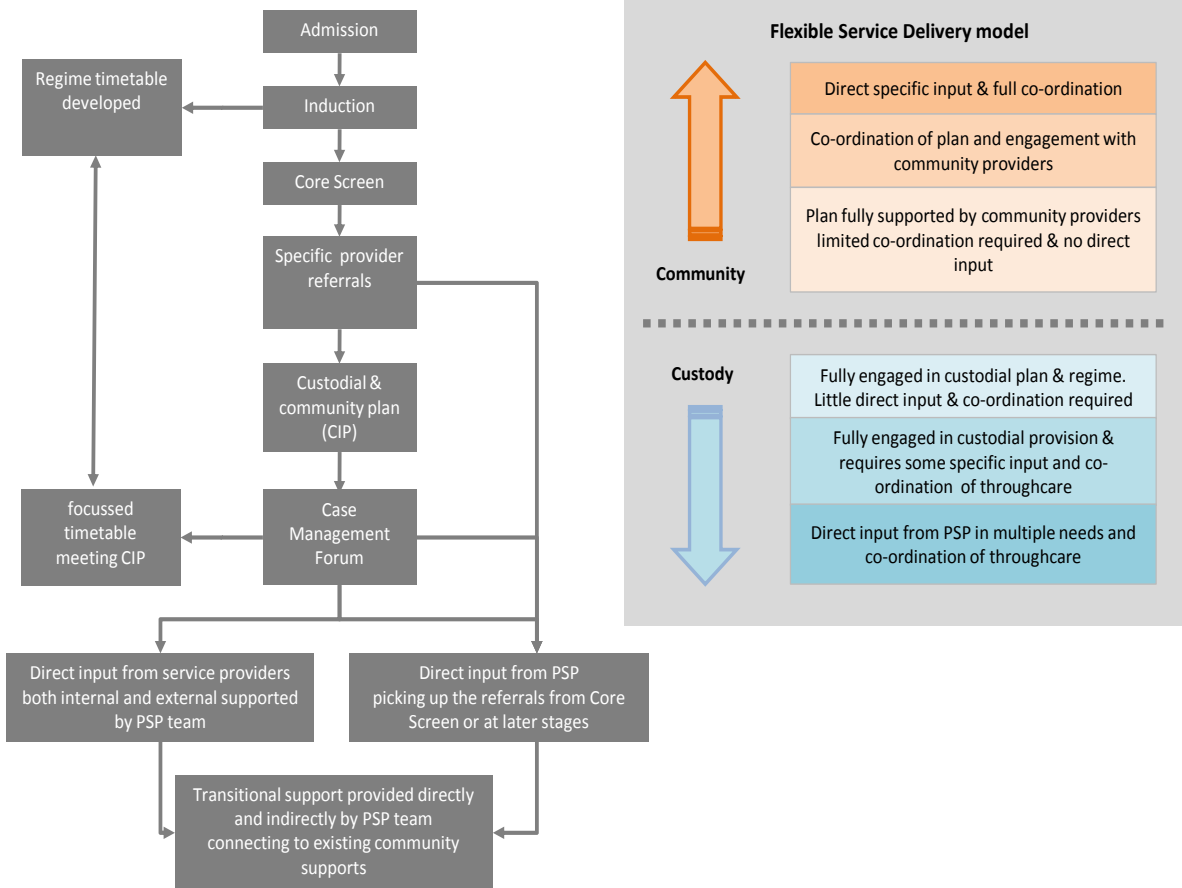 Admission
Regime timetable
developed
Induction
Core Screen
Specific provider
referrals
Custodial &
community plan
(CIP)
focussed
timetable
meeting CIP
Case
Management
Forum
Direct input from service providers
both internal and external supported
by PSP team
Direct input from PSP
picking up the referrals from Core
Screen or at later stages
Transitional support provided directly
and indirectly by PSP team
connecting to existing community
supports
Flexible Service Delivery model
Direct specific input & full co-ordination
Co-ordination of plan and engagement with
community providers
Plan fully supported by community providers
limited co-ordination required & no direct
input
Community
Custody
Fully engaged in custodial plan & regime.
Little direct input & co-ordination required
Fully engaged in custodial provision &
requires some specific input and co-
ordination of throughcare
Direct input from PSP in multiple needs and
co-ordination of throughcare